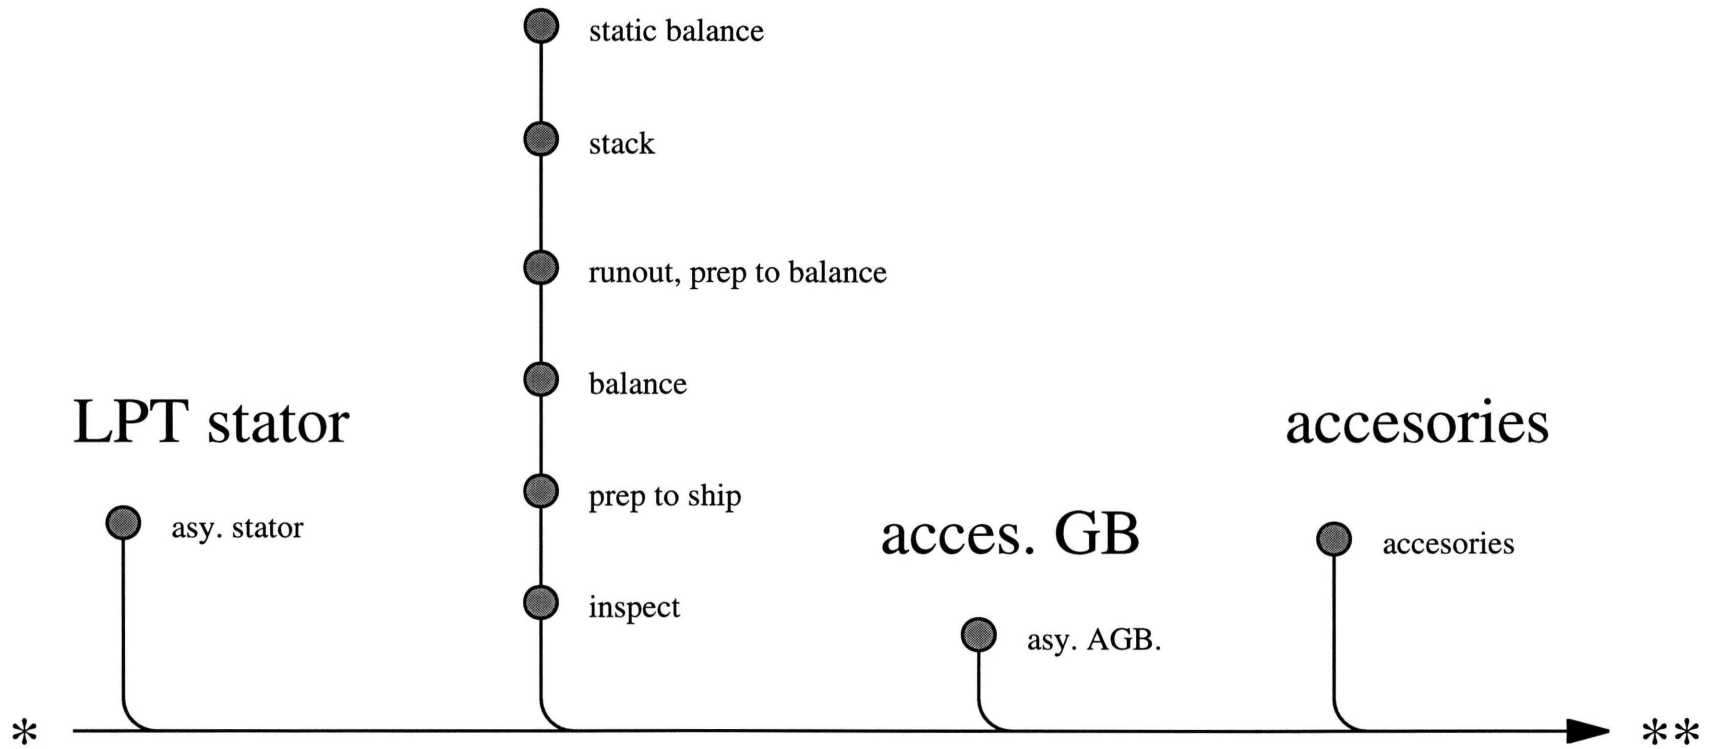 static balance
stack
runout, prep to balance
balance
prep to ship
inspect
LPT stator
asy. stator
acces. GB
asy. AGB.
accesories
accesories
*
**